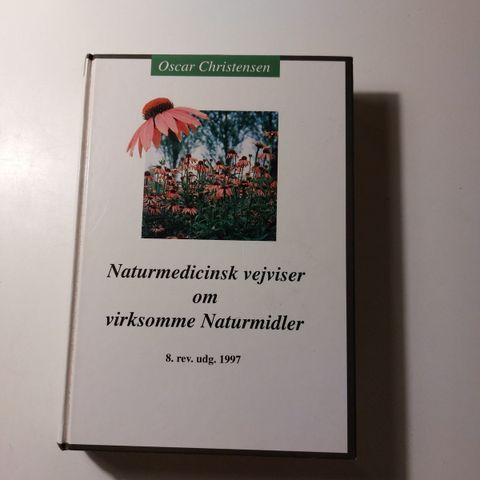 Oscar Christensen
Naturmedicinsk vejviser
om
virksomme Naturmidler
8. rev. udg. 1997